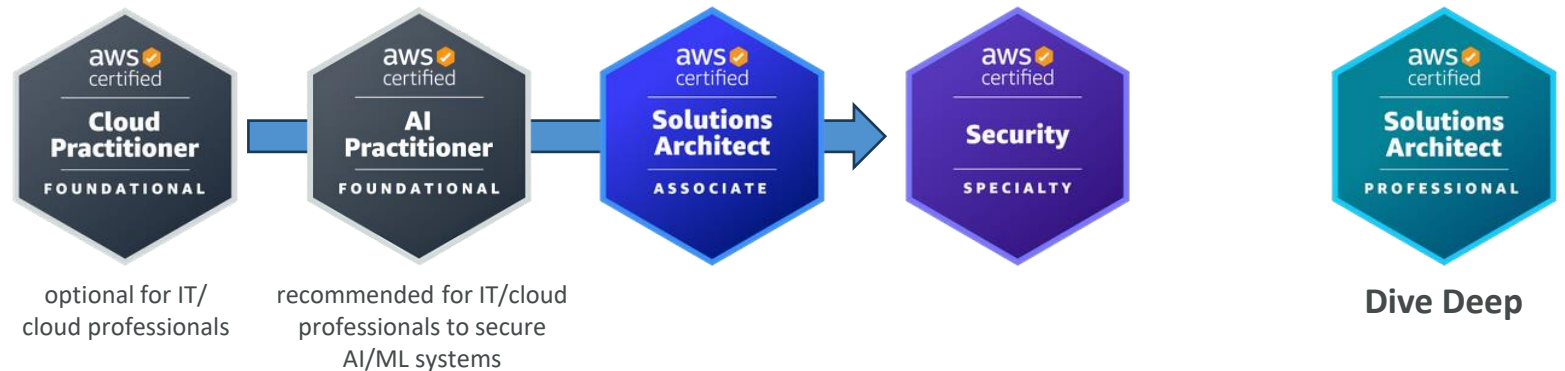 aws
certified
Cloud
Practitioner
FOUNDATIONAL
optional for IT/
cloud professionals
aws
certified
AI
Practitioner
FOUNDATIONAL
recommended for IT/cloud
professionals to secure
AI/ML systems
aws
certified
Solutions
Architect
ASSOCIATE
aws
certified
Security
SPECIALTY
aws
certified
Solutions
Architect
PROFESSIONAL
Dive Deep